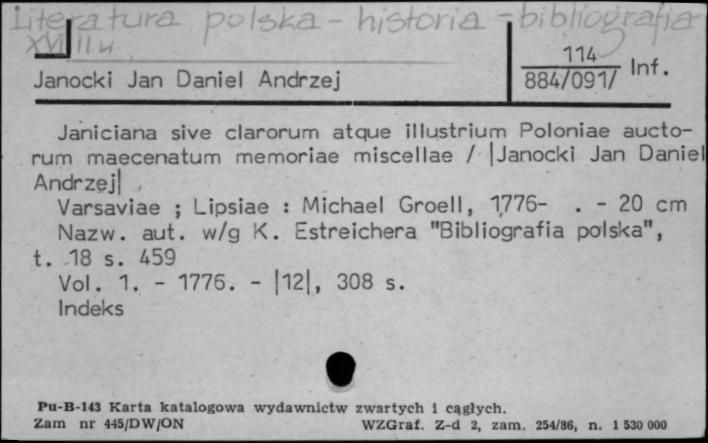 Literatura polska - historia - bibliografia
XVIII w
114
884/091/ Inf.
Janocki Jan Daniel Andrzej
Janiciana sive clarorum atque illustrium Poloniae aucto-
rum maecenatum memoriae miscellae / |Janocki Jan Daniel
Andrzej|
Varsaviae ; Lipsiae : Michael Groell, 1776- . - 20 cm
Nazw. aut. w/g K. Estreichera "Bibliografia polska",
t. 18 s. 459
Vol. 1. - 1776. - |12|, 308 s.
Indeks
Pu-B-143 Karta katalogowa wydawnictw zwartych i cągłych.
Zam nr 445/DW/ON WZGraf. Z-d 2, zam. 254/86, n. 1 530 000